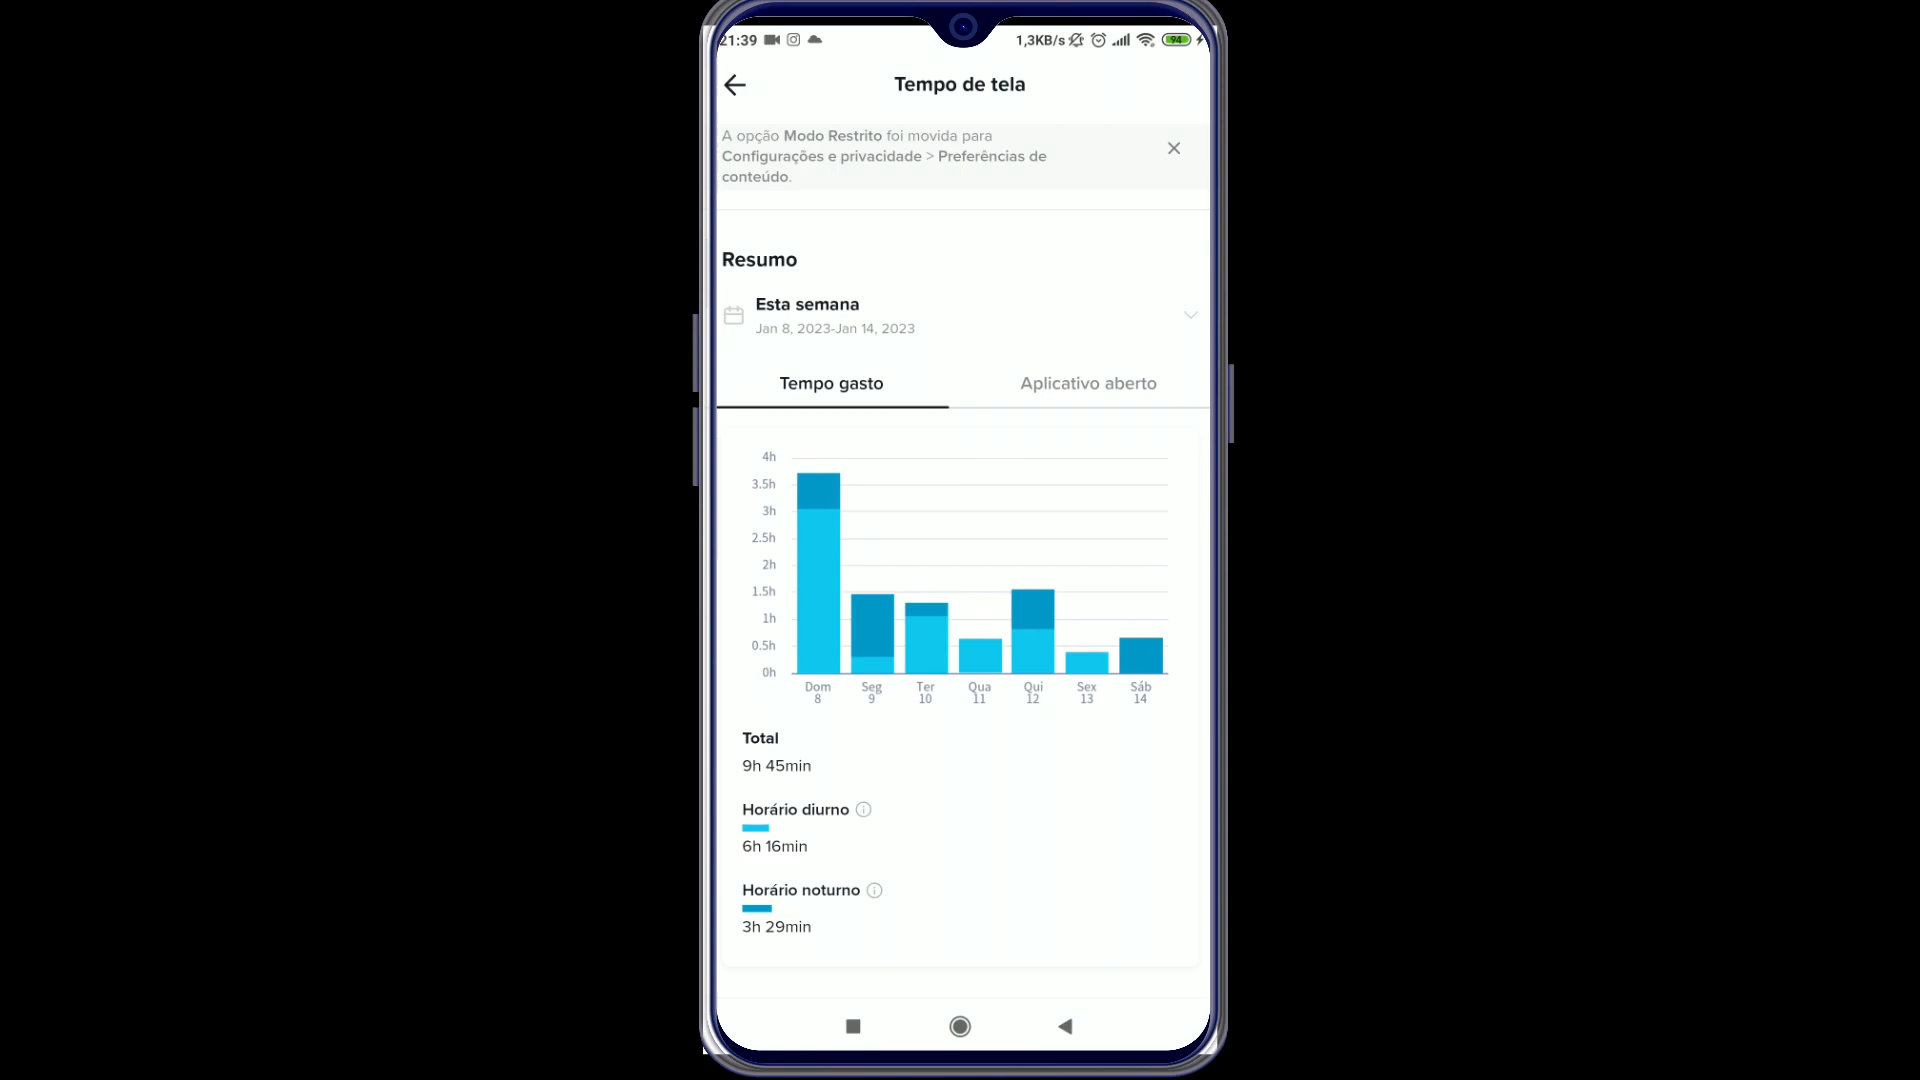 21:39 1,3KB/s 94
Tempo de tela
A opção Modo Restrito foi movida para
Configurações e privacidade > Preferências de
conteúdo.
Resumo
Esta semana
Jan 8, 2023-Jan 14, 2023
Tempo gasto Aplicativo aberto
4h
3.5h
3h
2.5h
2h
1.5h
1h
0.5h
0h
Dom Seg Ter Qua Qui Sex Sáb
8 9 10 11 12 13 14
Total
9h 45min
Horário diurno
6h 16min
Horário noturno
3h 29min